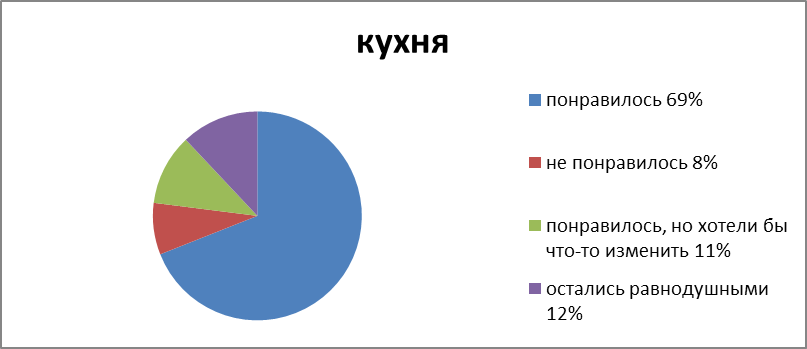 кухня
понравилось 69%
не понравилось 8%
понравилось, но хотели бы
что-то изменить 11%
остались равнодушными
12%